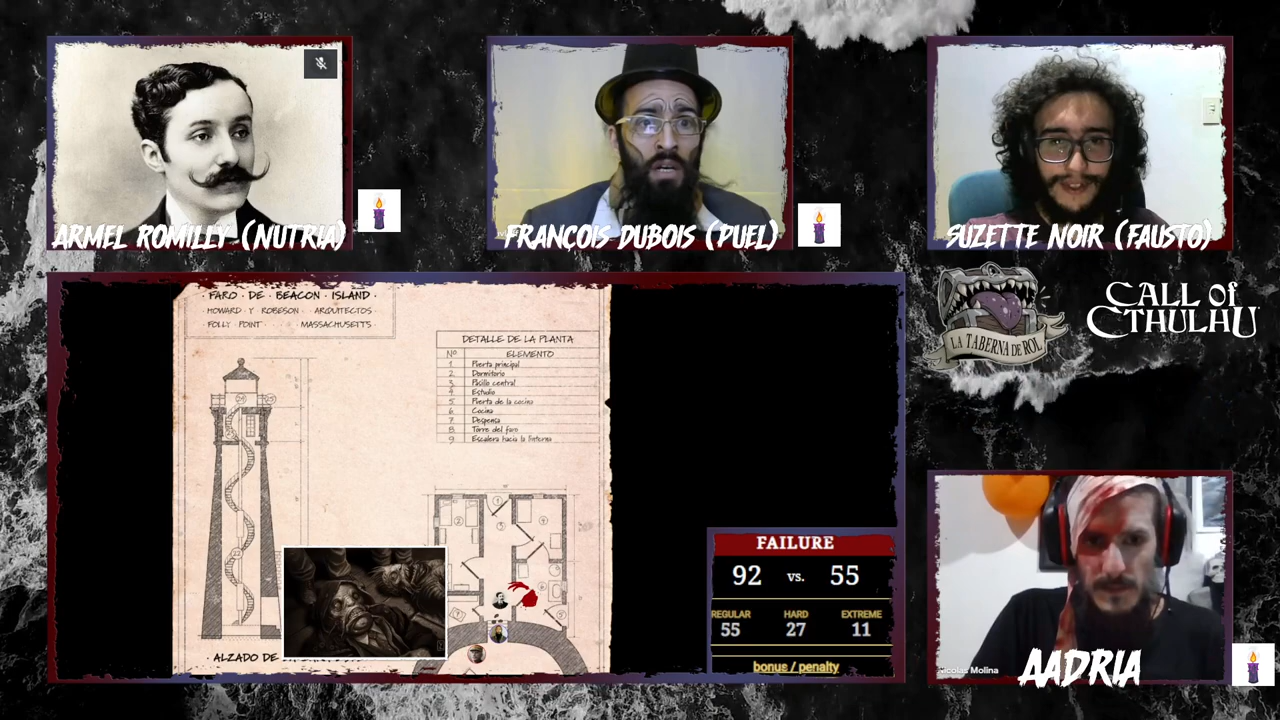 ARMEL ROMILLY (NUTRIA)
FRANÇOIS DUBOIS (PUEL)
SUZETTE NOIR (FAUSTO)
· FARO · DE · BEACON · ISLAND ·
· HOWARD · Y · ROBESON · ARQUITECTOS ·
· FOLLY POINT · MASSACHUSETTS ·
DETALLE DE LA PLANTA
Nº ELEMENTO
1 Puerta principal
2 Dormitorio
3 Pasillo central
4 Estudio
5 Puerta de la cocina
6 Cocina
7 Despensa
8 Torre del faro
9 Escalera hacia la linterna
· ALZADO DE
LA TABERNA DE ROL
CALL of
CTHULHU
FAILURE
92 vs. 55
REGULAR HARD EXTREME
55 27 11
bonus / penalty
Nicolas Molina
AADRIA